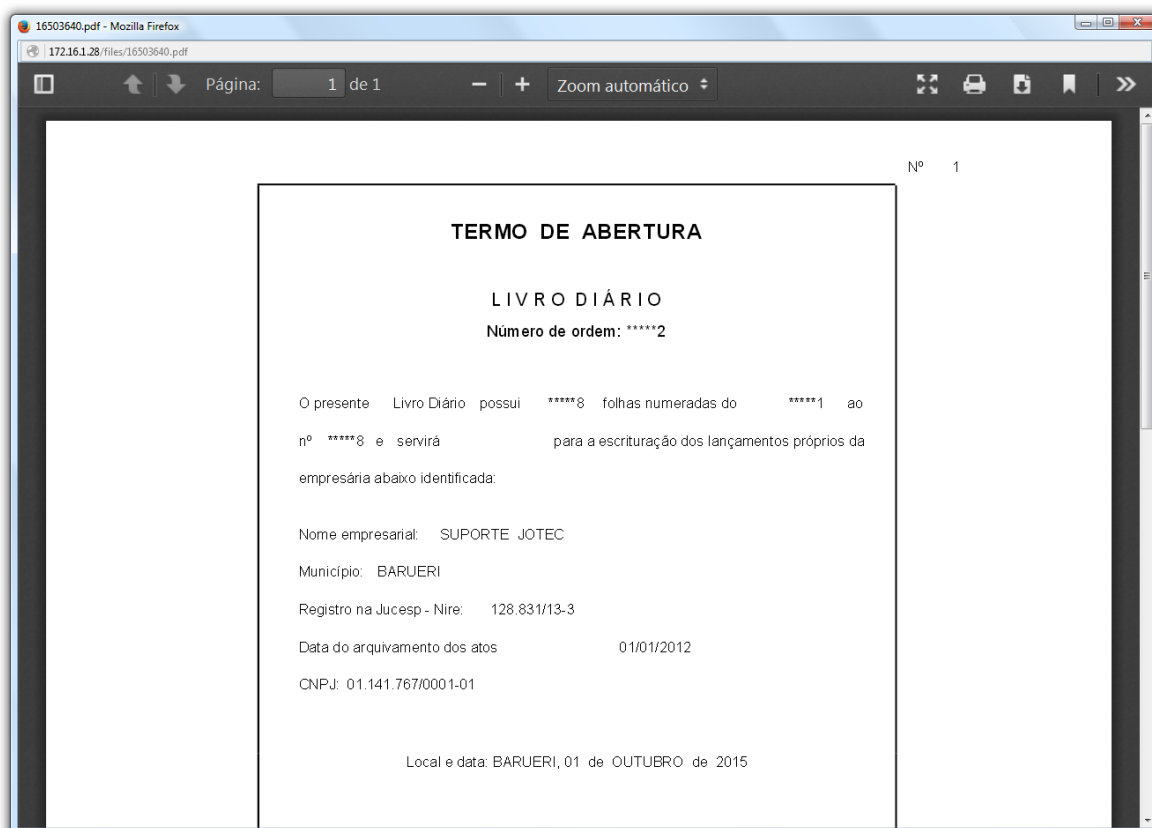 16503640.pdf - Mozilla Firefox
172.16.1.28/files/16503640.pdf
Página: 1 de 1 Zoom automático
Nº 1
TERMO DE ABERTURA
LIVRO DIÁRIO
Número de ordem: *****2
O presente Livro Diário possui *****8 folhas numeradas do *****1 ao
nº *****8 e servirá para a escrituração dos lançamentos próprios da
empresária abaixo identificada:
Nome empresarial: SUPORTE JOTEC
Município: BARUERI
Registro na Jucesp - Nire: 128.831/13-3
Data do arquivamento dos atos 01/01/2012
CNPJ: 01.141.767/0001-01
Local e data: BARUERI, 01 de OUTUBRO de 2015